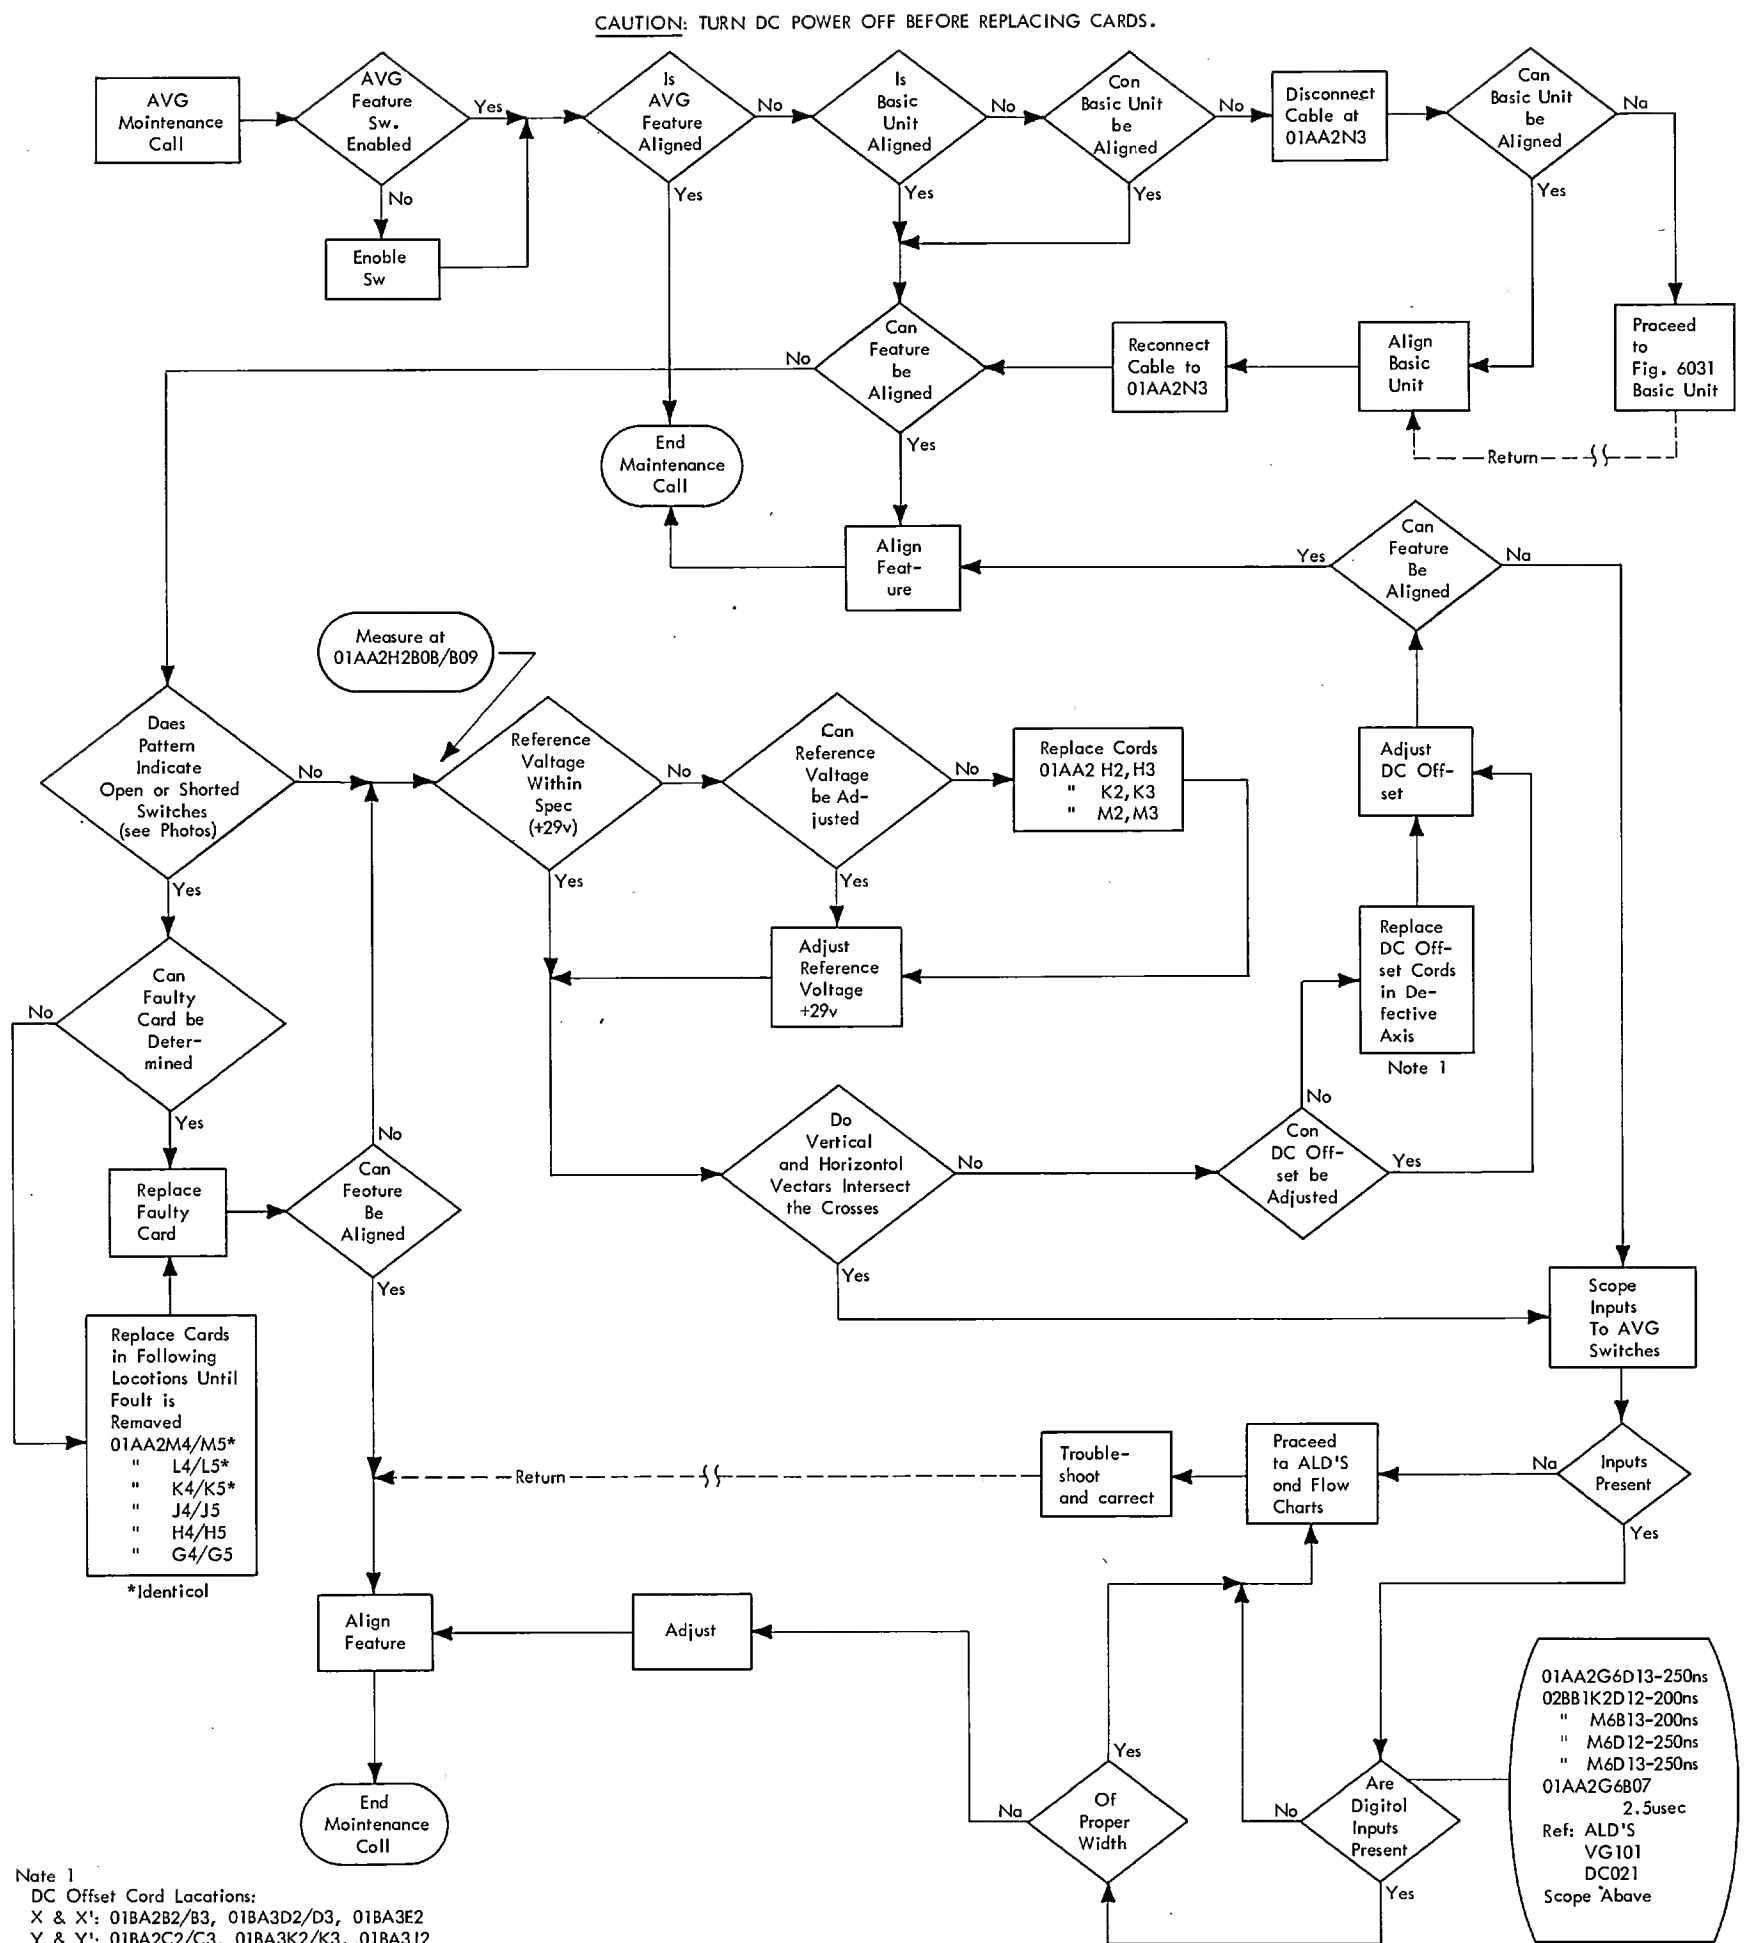 CAUTION: TURN DC POWER OFF BEFORE REPLACING CARDS.
AVG
Mointenance
Call
AVG
Feature
Sw.
Enabled
Yes
No
Enoble
Sw
Is
AVG
Feature
Aligned
No
Yes
Is
Basic
Unit
Aligned
No
Yes
Con
Basic Unit
be
Aligned
No
Yes
Disconnect
Cable at
01AA2N3
Can
Basic Unit
be
Aligned
Na
Yes
Proceed
to
Fig. 6031
Basic Unit
Align
Basic
Unit
Return
Reconnect
Cable to
01AA2N3
Can
Feature
be
Aligned
No
Yes
End
Maintenance
Call
Align
Feat-
ure
Can
Feature
Be
Aligned
Yes
Na
Measure at
01AA2H2B0B/B09
Daes
Pattern
Indicate
Open or Shorted
Switches
(see Photos)
No
Yes
Reference
Valtage
Within
Spec
(+29v)
No
Yes
Can
Reference
Valtage
be Ad-
justed
No
Yes
Replace Cords
01AA2 H2,H3
" K2,K3
" M2,M3
Adjust
DC Off-
set
Adjust
Reference
Voltage
+29v
Replace
DC Off-
set Cords
in De-
fective
Axis
Note 1
Can
Faulty
Card be
Deter-
mined
No
Yes
Replace
Faulty
Card
Can
Feoture
Be
Aligned
No
Yes
Do
Vertical
and Horizontol
Vectars Intersect
the Crosses
No
Yes
Con
DC Off-
set be
Adjusted
No
Yes
Scope
Inputs
To AVG
Switches
Replace Cards
in Following
Locotions Until
Foult is
Remaved
01AA2M4/M5*
" L4/L5*
" K4/K5*
" J4/J5
" H4/H5
" G4/G5
*Identicol
Return
Trouble-
shoot
and carrect
Praceed
ta ALD'S
ond Flow
Charts
Inputs
Present
Na
Yes
Align
Feature
Adjust
End
Mointenance
Coll
Of
Proper
Width
Na
Yes
Are
Digitol
Inputs
Present
No
Yes
01AA2G6D13-250ns
02BB1K2D12-200ns
" M6B13-200ns
" M6D12-250ns
" M6D13-250ns
01AA2G6B07
2.5usec
Ref: ALD'S
VG101
DC021
Scope Abave
Nate 1
DC Offset Cord Locations:
X & X': 01BA2B2/B3, 01BA3D2/D3, 01BA3E2
Y & Y': 01BA2C2/C3, 01BA3K2/K3, 01BA3J2